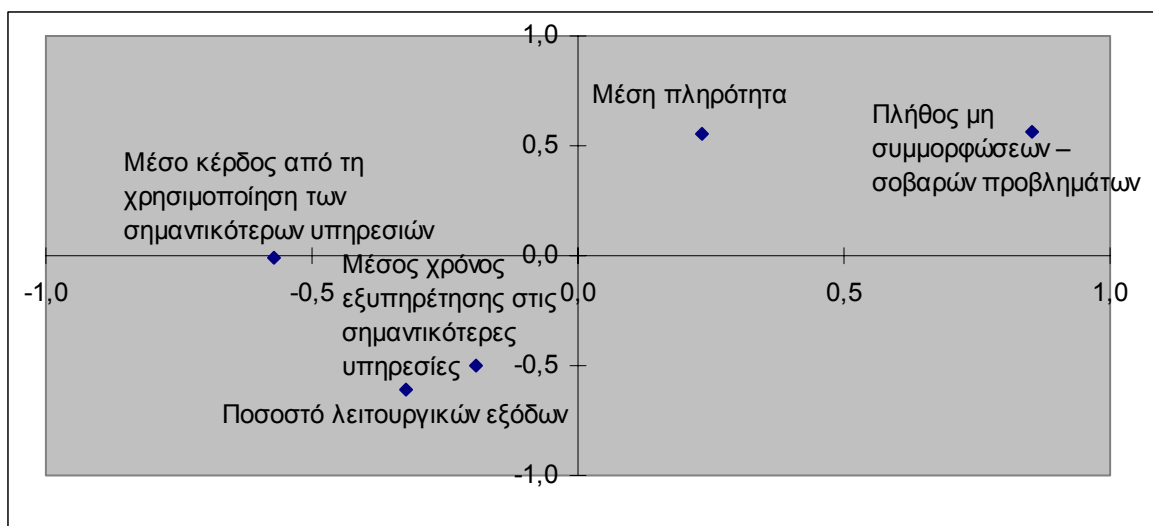 1,0
Μέση πληρότητα
Πλήθος μη
συμμορφώσεων –
σοβαρών προβλημάτων
0,5
Μέσο κέρδος από τη
χρησιμοποίηση των
σημαντικότερων υπηρεσιών
0,0
Μέσος χρόνος
εξυπηρέτησης στις
σημαντικότερες
υπηρεσίες
-1,0
-0,5
0,0
0,5
1,0
-0,5
Ποσοστό λειτουργικών εξόδων
-1,0